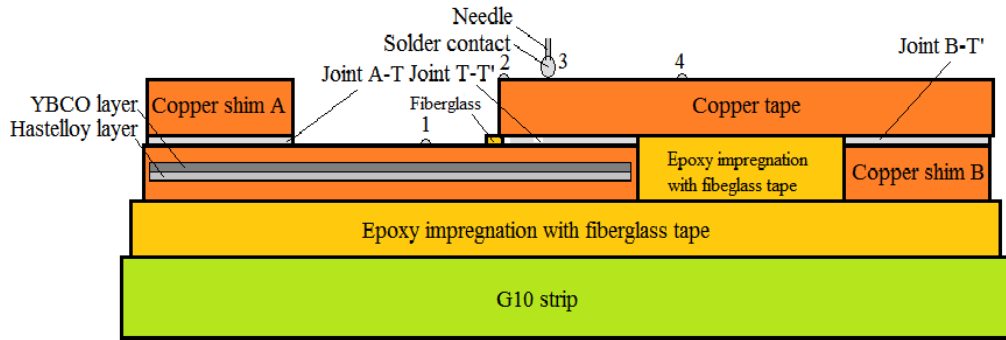 Needle
Solder contact
2
3
4
Joint A-T
Joint T-T'
Joint B-T'
YBCO layer
Copper shim A
Fiberglass
Copper tape
Hastelloy layer
1
Epoxy impregnation
with fibeglass tape
Copper shim B
Epoxy impregnation with fiberglass tape
G10 strip